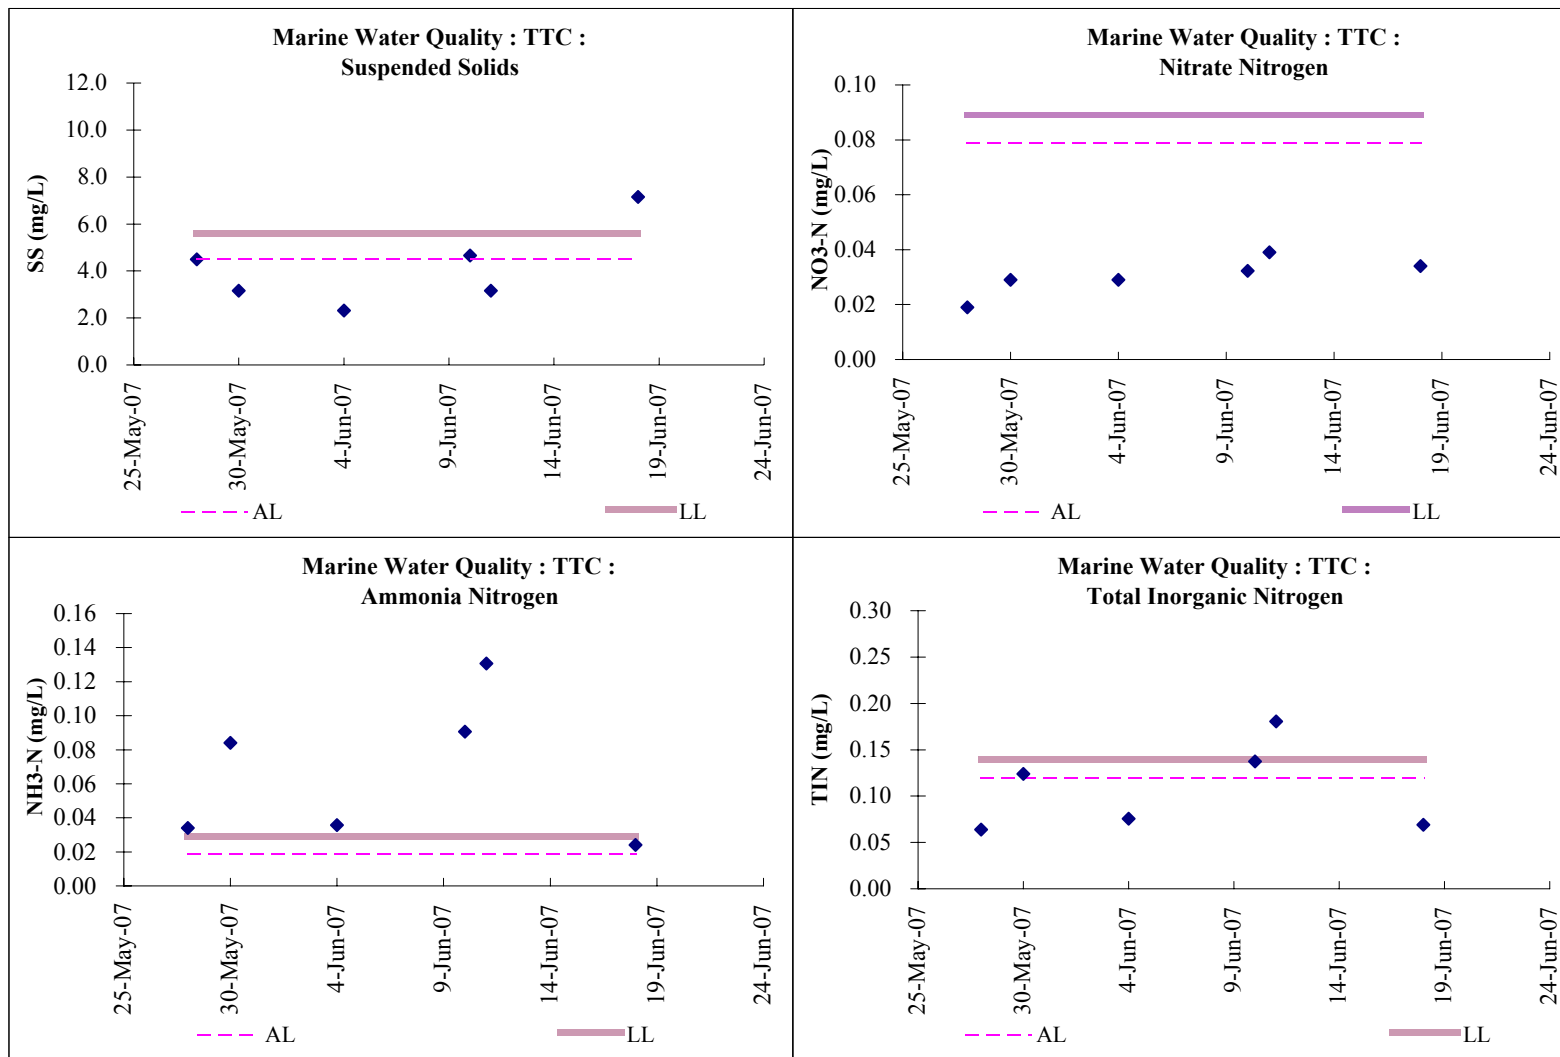 Marine Water Quality : TTC :
Suspended Solids
12.0
10.0
8.0
6.0
4.0
2.0
0.0
SS (mg/L)
25-May-07
30-May-07
4-Jun-07
9-Jun-07
14-Jun-07
19-Jun-07
24-Jun-07
AL
LL
Marine Water Quality : TTC :
Nitrate Nitrogen
0.10
0.08
0.06
0.04
0.02
0.00
NO3-N (mg/L)
25-May-07
30-May-07
4-Jun-07
9-Jun-07
14-Jun-07
19-Jun-07
24-Jun-07
AL
LL
Marine Water Quality : TTC :
Ammonia Nitrogen
0.16
0.14
0.12
0.10
0.08
0.06
0.04
0.02
0.00
NH3-N (mg/L)
25-May-07
30-May-07
4-Jun-07
9-Jun-07
14-Jun-07
19-Jun-07
24-Jun-07
AL
LL
Marine Water Quality : TTC :
Total Inorganic Nitrogen
0.30
0.25
0.20
0.15
0.10
0.05
0.00
TIN (mg/L)
25-May-07
30-May-07
4-Jun-07
9-Jun-07
14-Jun-07
19-Jun-07
24-Jun-07
AL
LL